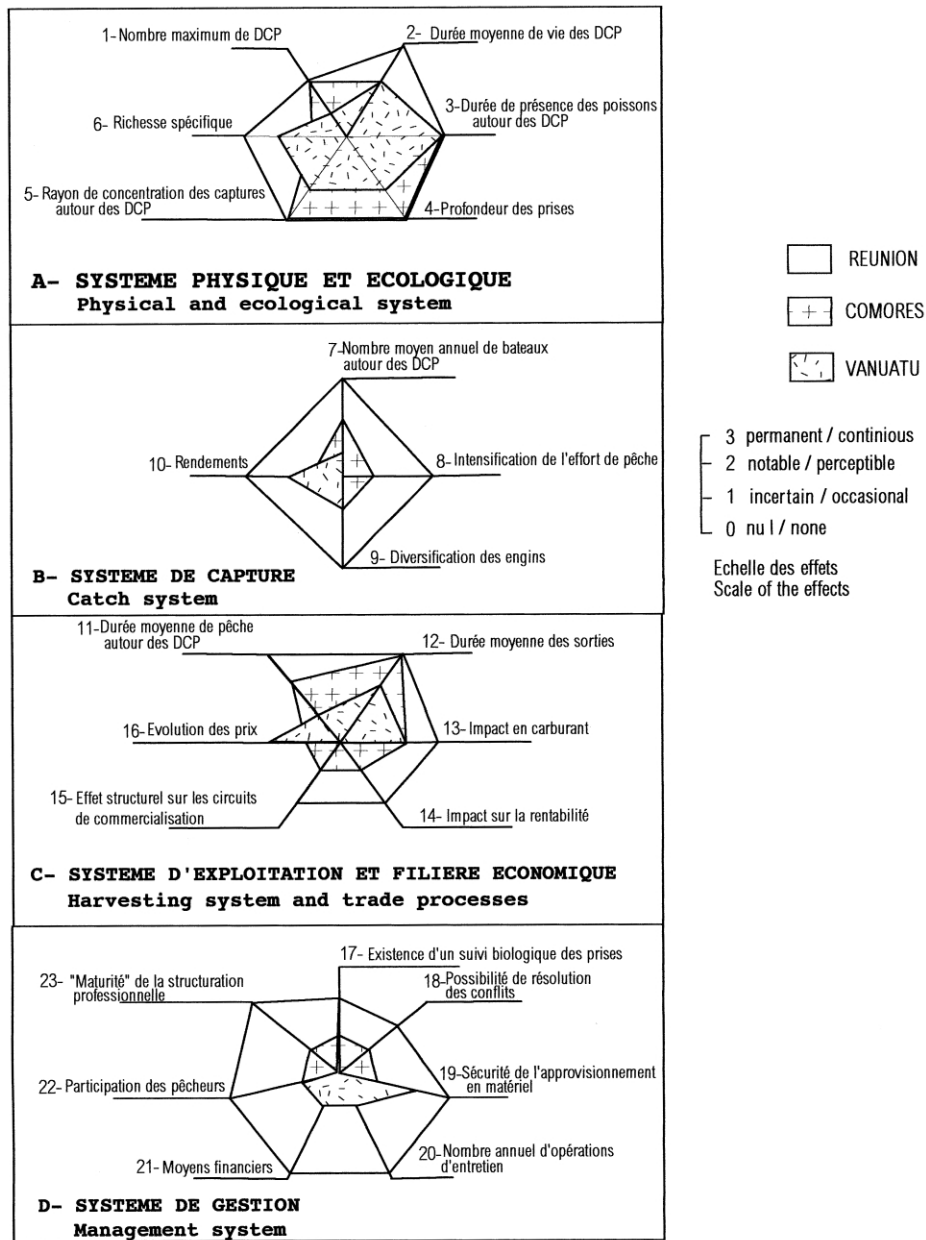 1-Nombre maximum de DCP
2- Durée moyenne de vie des DCP
3-Durée de présence des poissons
autour des DCP
6- Richesse spécifique
5- Rayon de concentration des captures
autour des DCP
4-Profondeur des prises
A- SYSTEME PHYSIQUE ET ECOLOGIQUE
Physical and ecological system
7-Nombre moyen annuel de bateaux
autour des DCP
10- Rendements
8- Intensification de l'effort de pêche
9- Diversification des engins
B- SYSTEME DE CAPTURE
Catch system
11-Durée moyenne de pêche
autour des DCP
12- Durée moyenne des sorties
16- Evolution des prix
13- Impact en carburant
15- Effet structurel sur les circuits
de commercialisation
14- Impact sur la rentabilité
C- SYSTEME D'EXPLOITATION ET FILIERE ECONOMIQUE
Harvesting system and trade processes
17- Existence d'un suivi biologique des prises
23- "Maturité" de la structuration
professionnelle
18-Possibilité de résolution
des conflits
19-Sécurité de l'approvisionnement
en matériel
22- Participation des pêcheurs
21- Moyens financiers
20- Nombre annuel d'opérations
d'entretien
D- SYSTEME DE GESTION
Management system
REUNION
COMORES
VANUATU
3 permanent / continious
2 notable / perceptible
1 incertain / occasional
0 nu l / none
Echelle des effets
Scale of the effects